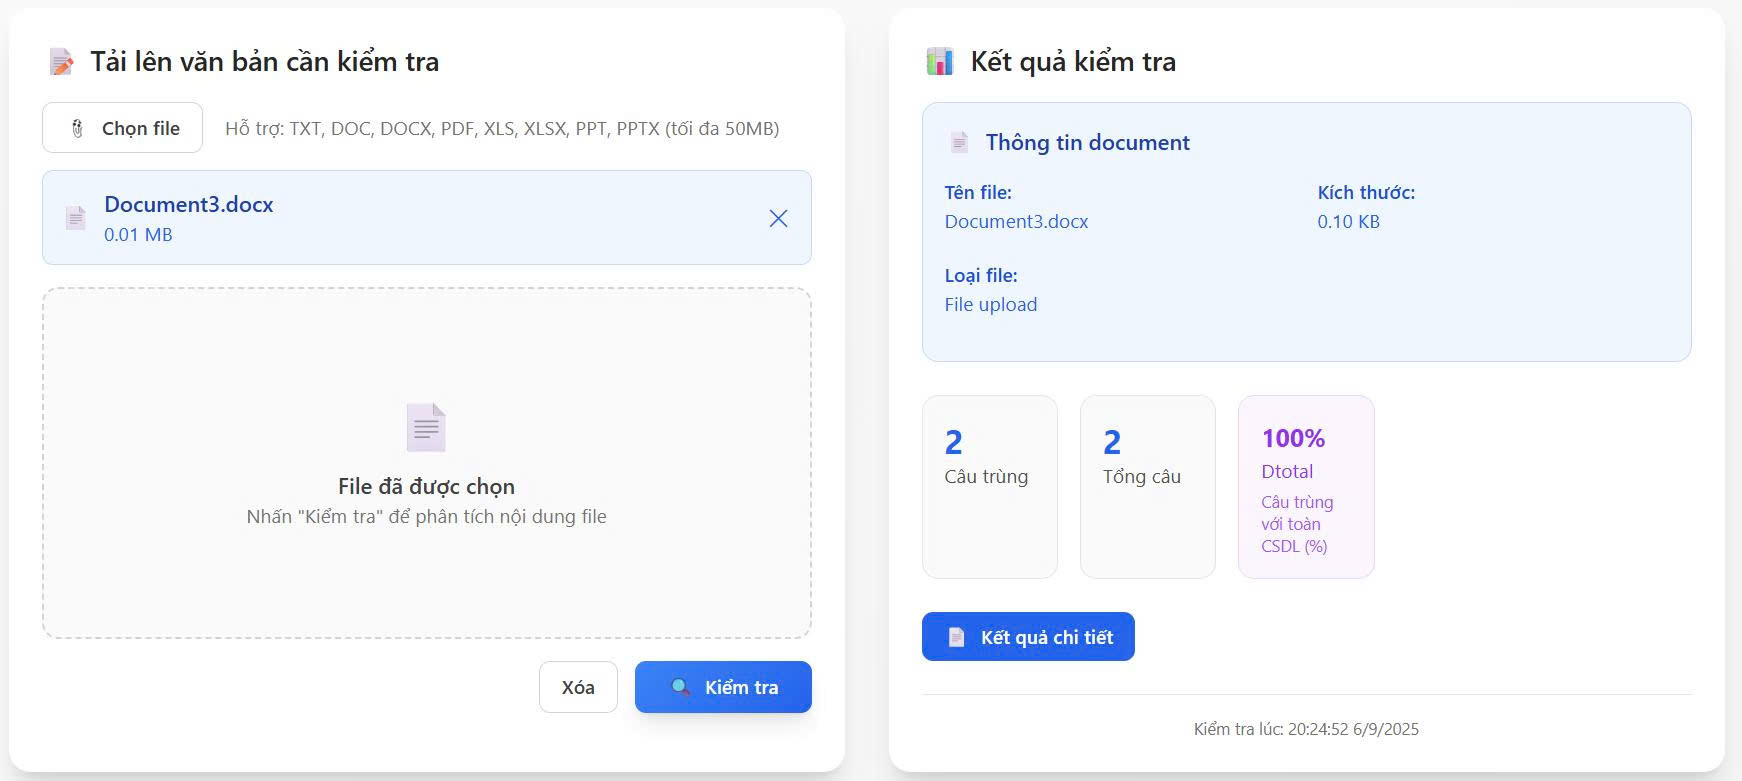 Tải lên văn bản cần kiểm tra
Chọn file
Hỗ trợ: TXT, DOC, DOCX, PDF, XLS, XLSX, PPT, PPTX (tối đa 50MB)
Document3.docx
0.01 MB
File đã được chọn
Nhấn "Kiểm tra" để phân tích nội dung file
Xóa
Kiểm tra
Kết quả kiểm tra
Thông tin document
Tên file:
Document3.docx
Kích thước:
0.10 KB
Loại file:
File upload
2
Câu trùng
2
Tổng câu
100%
Dtotal
Câu trùng
với toàn
CSDL (%)
Kết quả chi tiết
Kiểm tra lúc: 20:24:52 6/9/2025